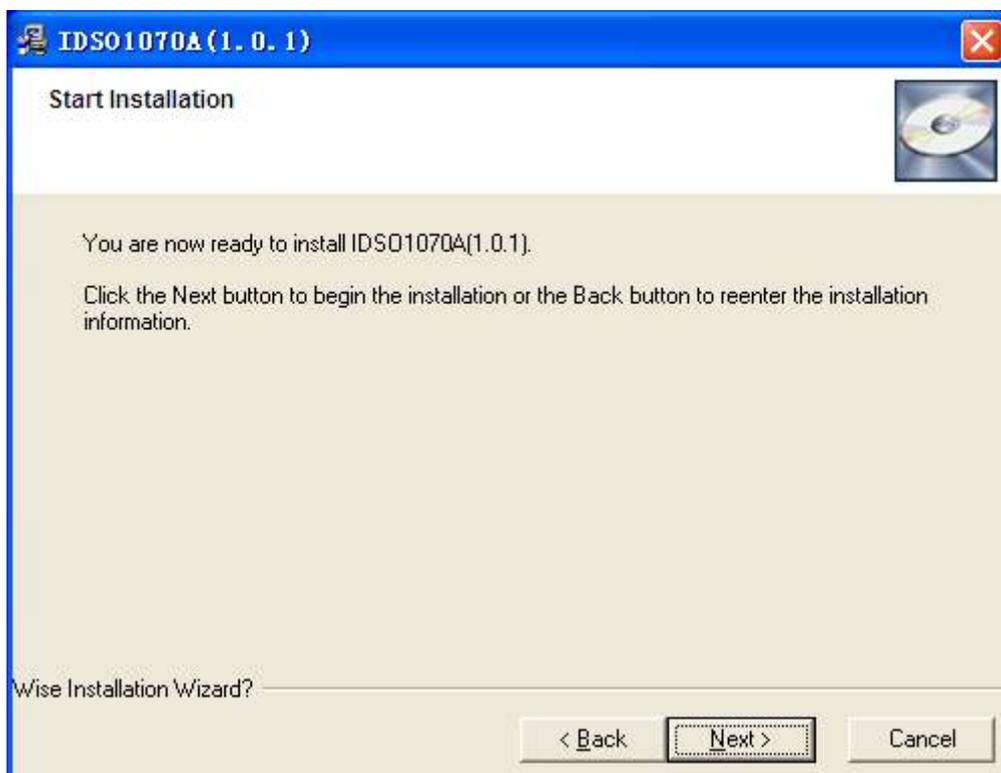 IDSO1070A(1.0.1)
Start Installation
You are now ready to install IDSO1070A(1.0.1).
Click the Next button to begin the installation or the Back button to reenter the installation
information.
Wise Installation Wizard?
< Back
Next >
Cancel